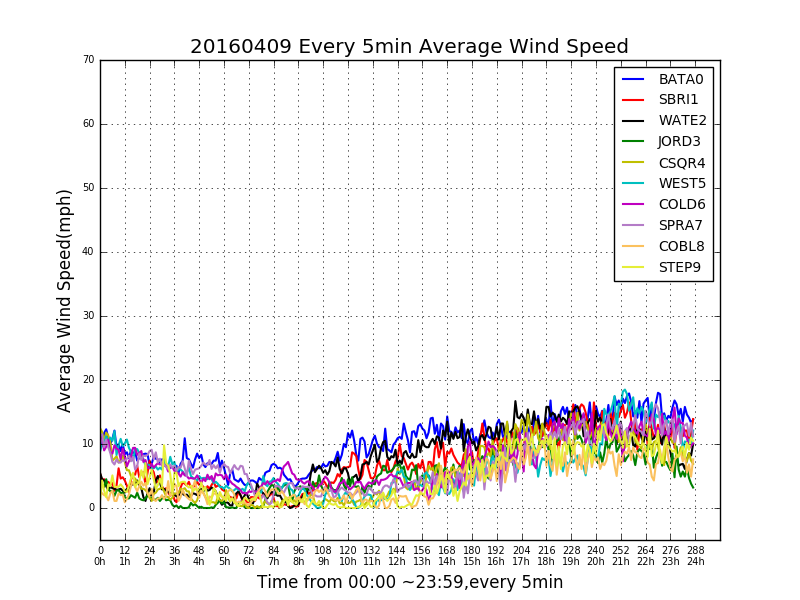 20160409 Every 5min Average Wind Speed
70
60
50
40
30
20
10
0
Average Wind Speed(mph)
BATA0
SBRI1
WATE2
JORD3
CSQR4
WEST5
COLD6
SPRA7
COBL8
STEP9
0 12 24 36 48 60 72 84 96 108 120 132 144 156 168 180 192 204 216 228 240 252 264 276 288
0h 1h 2h 3h 4h 5h 6h 7h 8h 9h 10h 11h 12h 13h 14h 15h 16h 17h 18h 19h 20h 21h 22h 23h 24h
Time from 00:00 ~23:59,every 5min